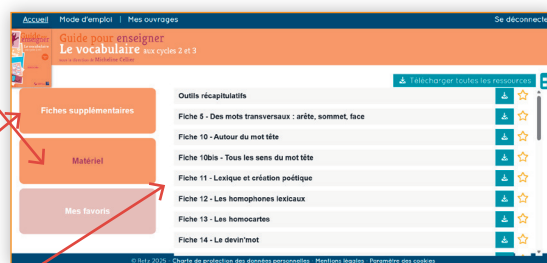 Accueil Mode d'emploi | Mes ouvrages Se déconnecte
Guide pour enseigner
Le vocabulaire aux cycles 2 et 3
sous la direction de Micheline Cellier
Télécharger toutes les ressources
Fiches supplémentaires
Matériel
Mes favoris
Outils récapitulatifs
Fiche 5 - Des mots transversaux : arête, sommet, face
Fiche 10 - Autour du mot tête
Fiche 10bis - Tous les sens du mot tête
Fiche 11 - Lexique et création poétique
Fiche 12 - Les homophones lexicaux
Fiche 13 - Les homocartes
Fiche 14 - Le devin'mot
© Retz 2025 - Charte de protection des données personnelles - Mentions légales - Paramètre des cookies